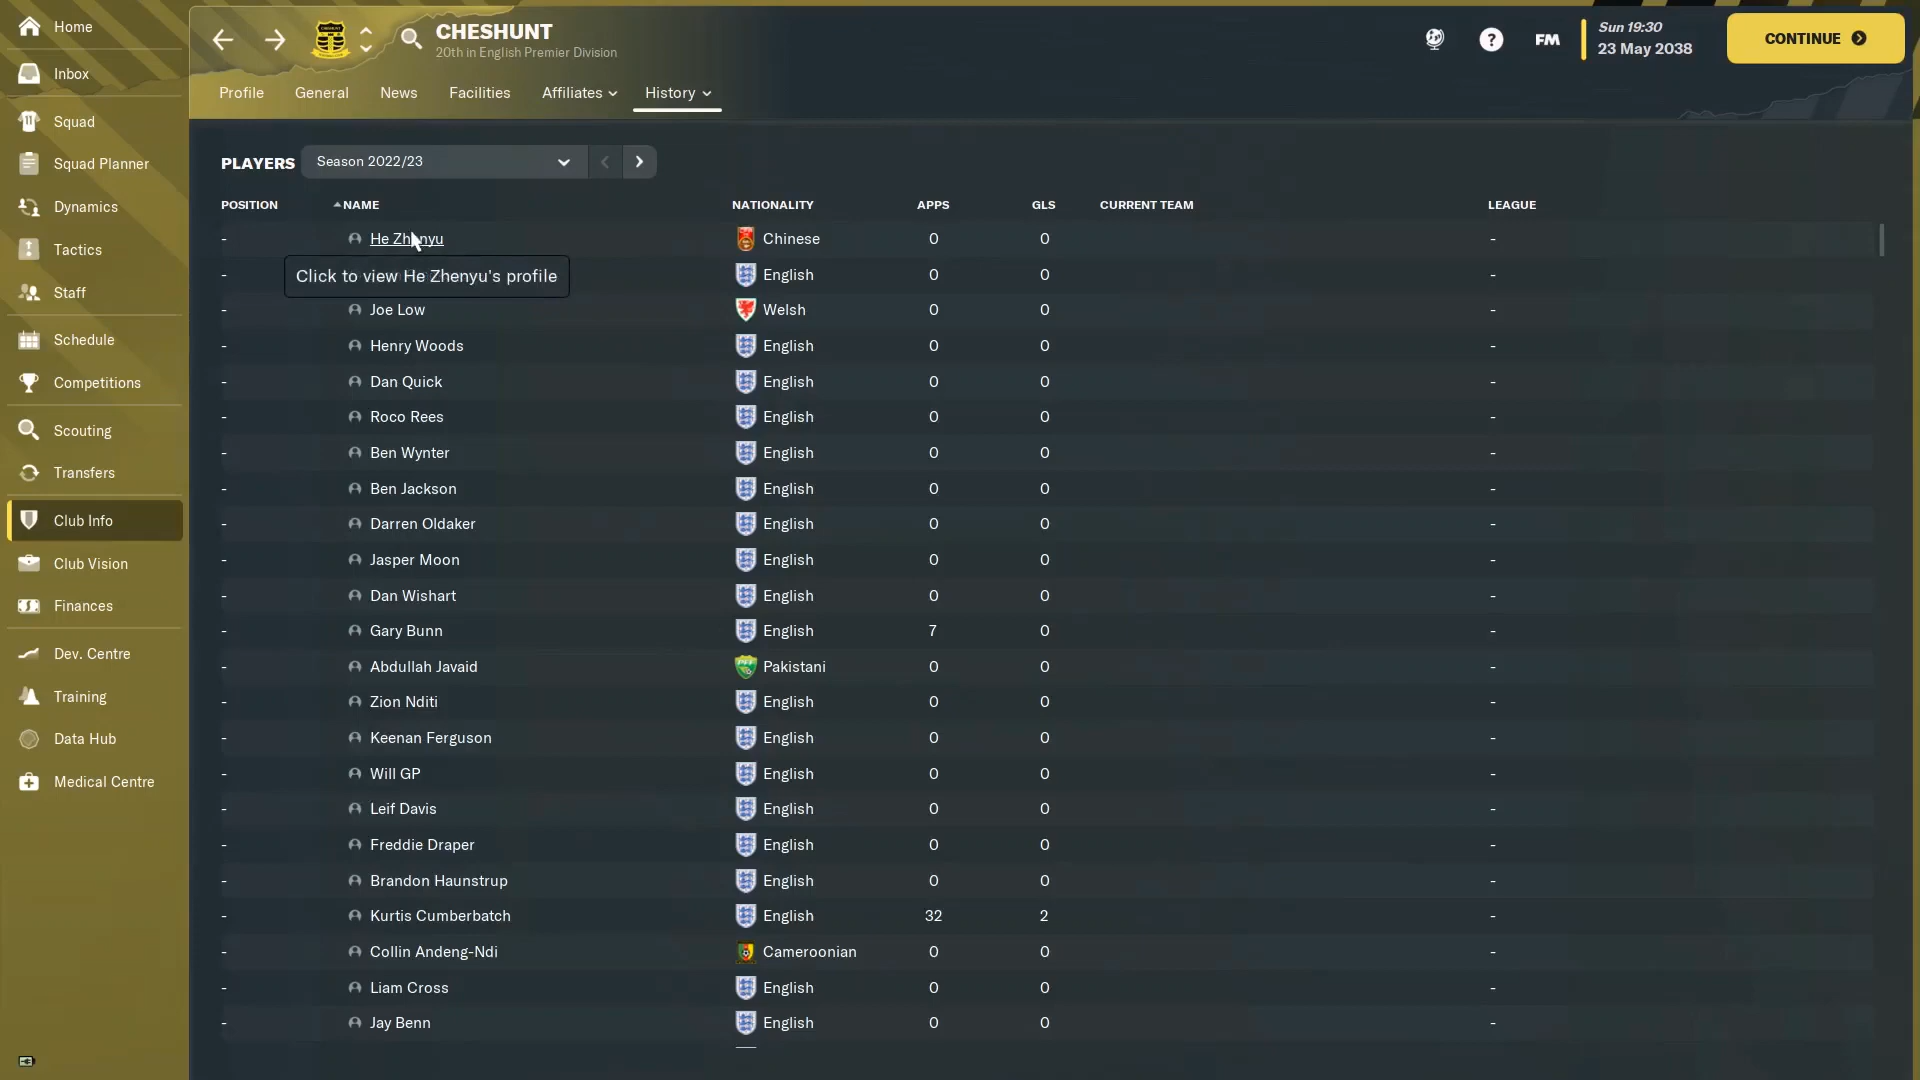 Home
Inbox
Squad
Squad Planner
Dynamics
Tactics
Staff
Schedule
Competitions
Scouting
Transfers
Club Info
Club Vision
Finances
Dev. Centre
Training
Data Hub
Medical Centre
CHESHUNT
20th in English Premier Division
FM
Sun 19:30
23 May 2038
CONTINUE
Profile General News Facilities Affiliates History
PLAYERS Season 2022/23
POSITION NAME NATIONALITY APPS GLS CURRENT TEAM LEAGUE
- He Zhenyu Chinese 0 0 -
Click to view He Zhenyu's profile
- English 0 0 -
- Joe Low Welsh 0 0 -
- Henry Woods English 0 0 -
- Dan Quick English 0 0 -
- Roco Rees English 0 0 -
- Ben Wynter English 0 0 -
- Ben Jackson English 0 0 -
- Darren Oldaker English 0 0 -
- Jasper Moon English 0 0 -
- Dan Wishart English 0 0 -
- Gary Bunn English 7 0 -
- Abdullah Javaid Pakistani 0 0 -
- Zion Nditi English 0 0 -
- Keenan Ferguson English 0 0 -
- Will GP English 0 0 -
- Leif Davis English 0 0 -
- Freddie Draper English 0 0 -
- Brandon Haunstrup English 0 0 -
- Kurtis Cumberbatch English 32 2 -
- Collin Andeng-Ndi Cameroonian 0 0 -
- Liam Cross English 0 0 -
- Jay Benn English 0 0 -